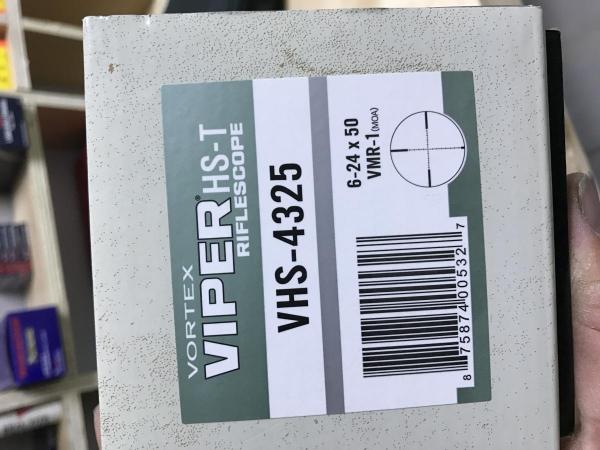 VORTEX
VIPER® HS-T
RIFLESCOPE
VHS-4325
6-24 x 50
VMR-1 (MOA)
8 75874 00532 7